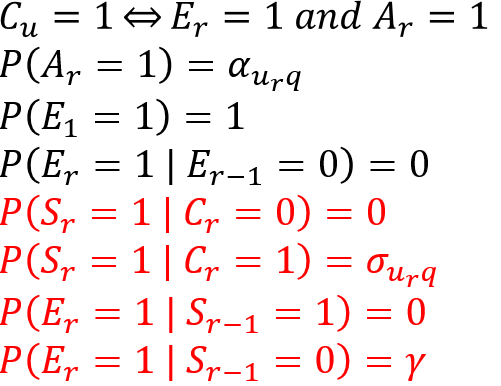 C_u = 1 ⇔ E_r = 1 and A_r = 1
P(A_r = 1) = α_{u_r q}
P(E_1 = 1) = 1
P(E_r = 1 | E_{r−1} = 0) = 0
P(S_r = 1 | C_r = 0) = 0
P(S_r = 1 | C_r = 1) = σ_{u_r q}
P(E_r = 1 | S_{r−1} = 1) = 0
P(E_r = 1 | S_{r−1} = 0) = γ